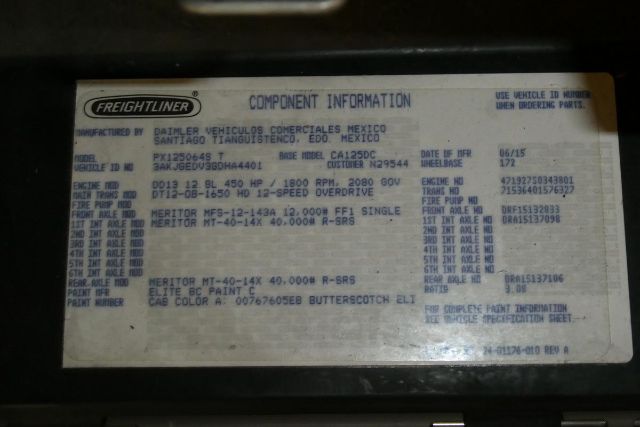 FREIGHTLINER
COMPONENT INFORMATION
USE VEHICLE ID NUMBER
WHEN ORDERING PARTS.
MANUFACTURED BY DAIMLER VEHICULOS COMERCIALES MEXICO
SANTIAGO TIANGUISTENCO, EDO. MEXICO
MODEL PX125064S T BASE MODEL CA125DC DATE OF MFR 06/15
VEHICLE ID NO CUSTOMER N29544 WHEELBASE 172
ENGINE MOD DD13 12.8L 450 HP / 1800 RPM, 2080 GOV ENGINE NO 471927S0343801
MAIN TRANS MOD DT12-OB-1650 HD 12-SPEED OVERDRIVE TRANS NO 71536401576327
FIRE PUMP MOD FIRE PUMP NO
FRONT AXLE MOD MERITOR MFS-12-143A 12,000# FF1 SINGLE FRONT AXLE NO DRF15132833
1ST INT AXLE MOD MERITOR MT-40-14X 40,000# R-SRS 1ST INT AXLE NO DRA15137098
2ND INT AXLE MOD 2ND INT AXLE NO
3RD INT AXLE MOD 3RD INT AXLE NO
4TH INT AXLE MOD 4TH INT AXLE NO
5TH INT AXLE MOD 5TH INT AXLE NO
6TH INT AXLE MOD 6TH INT AXLE NO
REAR AXLE MOD MERITOR MT-40-14X 40,000# R-SRS REAR AXLE NO DRA15137106
PAINT MFR ELITE BC PAINT C RATIO 3.08
PAINT NUMBER CAB COLOR A: 00767605EB BUTTERSCOTCH ELI
FOR COMPLETE PAINT INFORMATION
SEE VEHICLE SPECIFICATION SHEET
24-01176-010 REV A